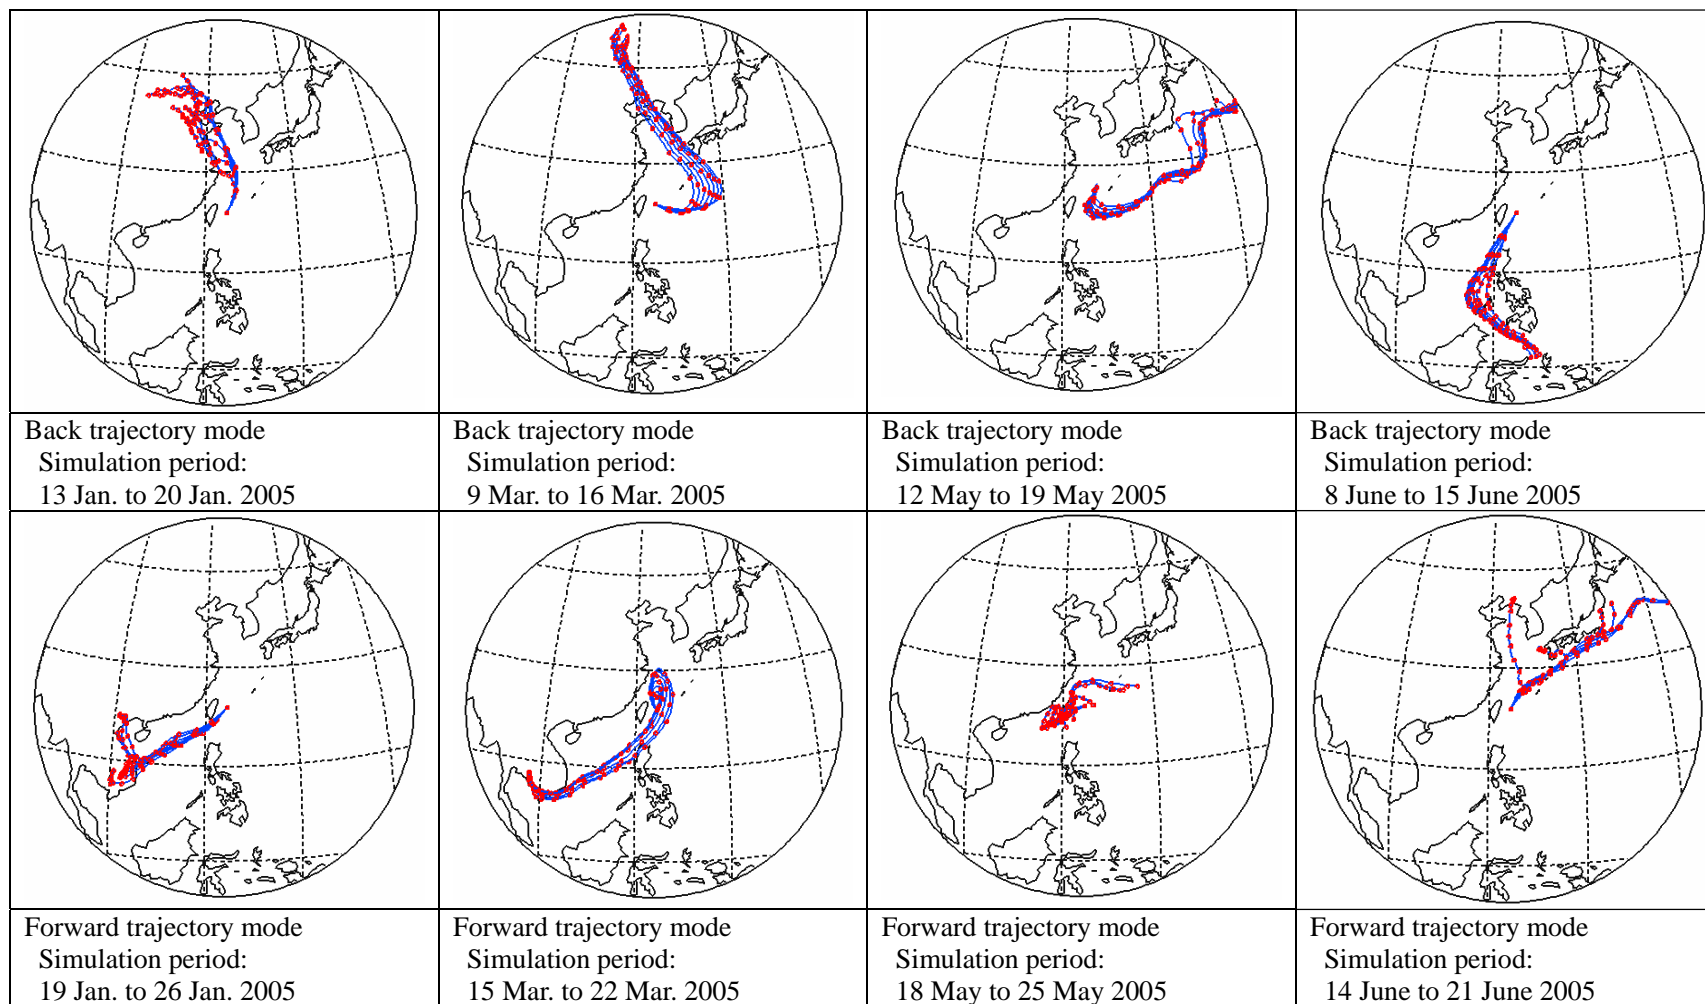 Back trajectory mode
Simulation period:
13 Jan. to 20 Jan. 2005
Back trajectory mode
Simulation period:
9 Mar. to 16 Mar. 2005
Back trajectory mode
Simulation period:
12 May to 19 May 2005
Back trajectory mode
Simulation period:
8 June to 15 June 2005
Forward trajectory mode
Simulation period:
19 Jan. to 26 Jan. 2005
Forward trajectory mode
Simulation period:
15 Mar. to 22 Mar. 2005
Forward trajectory mode
Simulation period:
18 May to 25 May 2005
Forward trajectory mode
Simulation period:
14 June to 21 June 2005